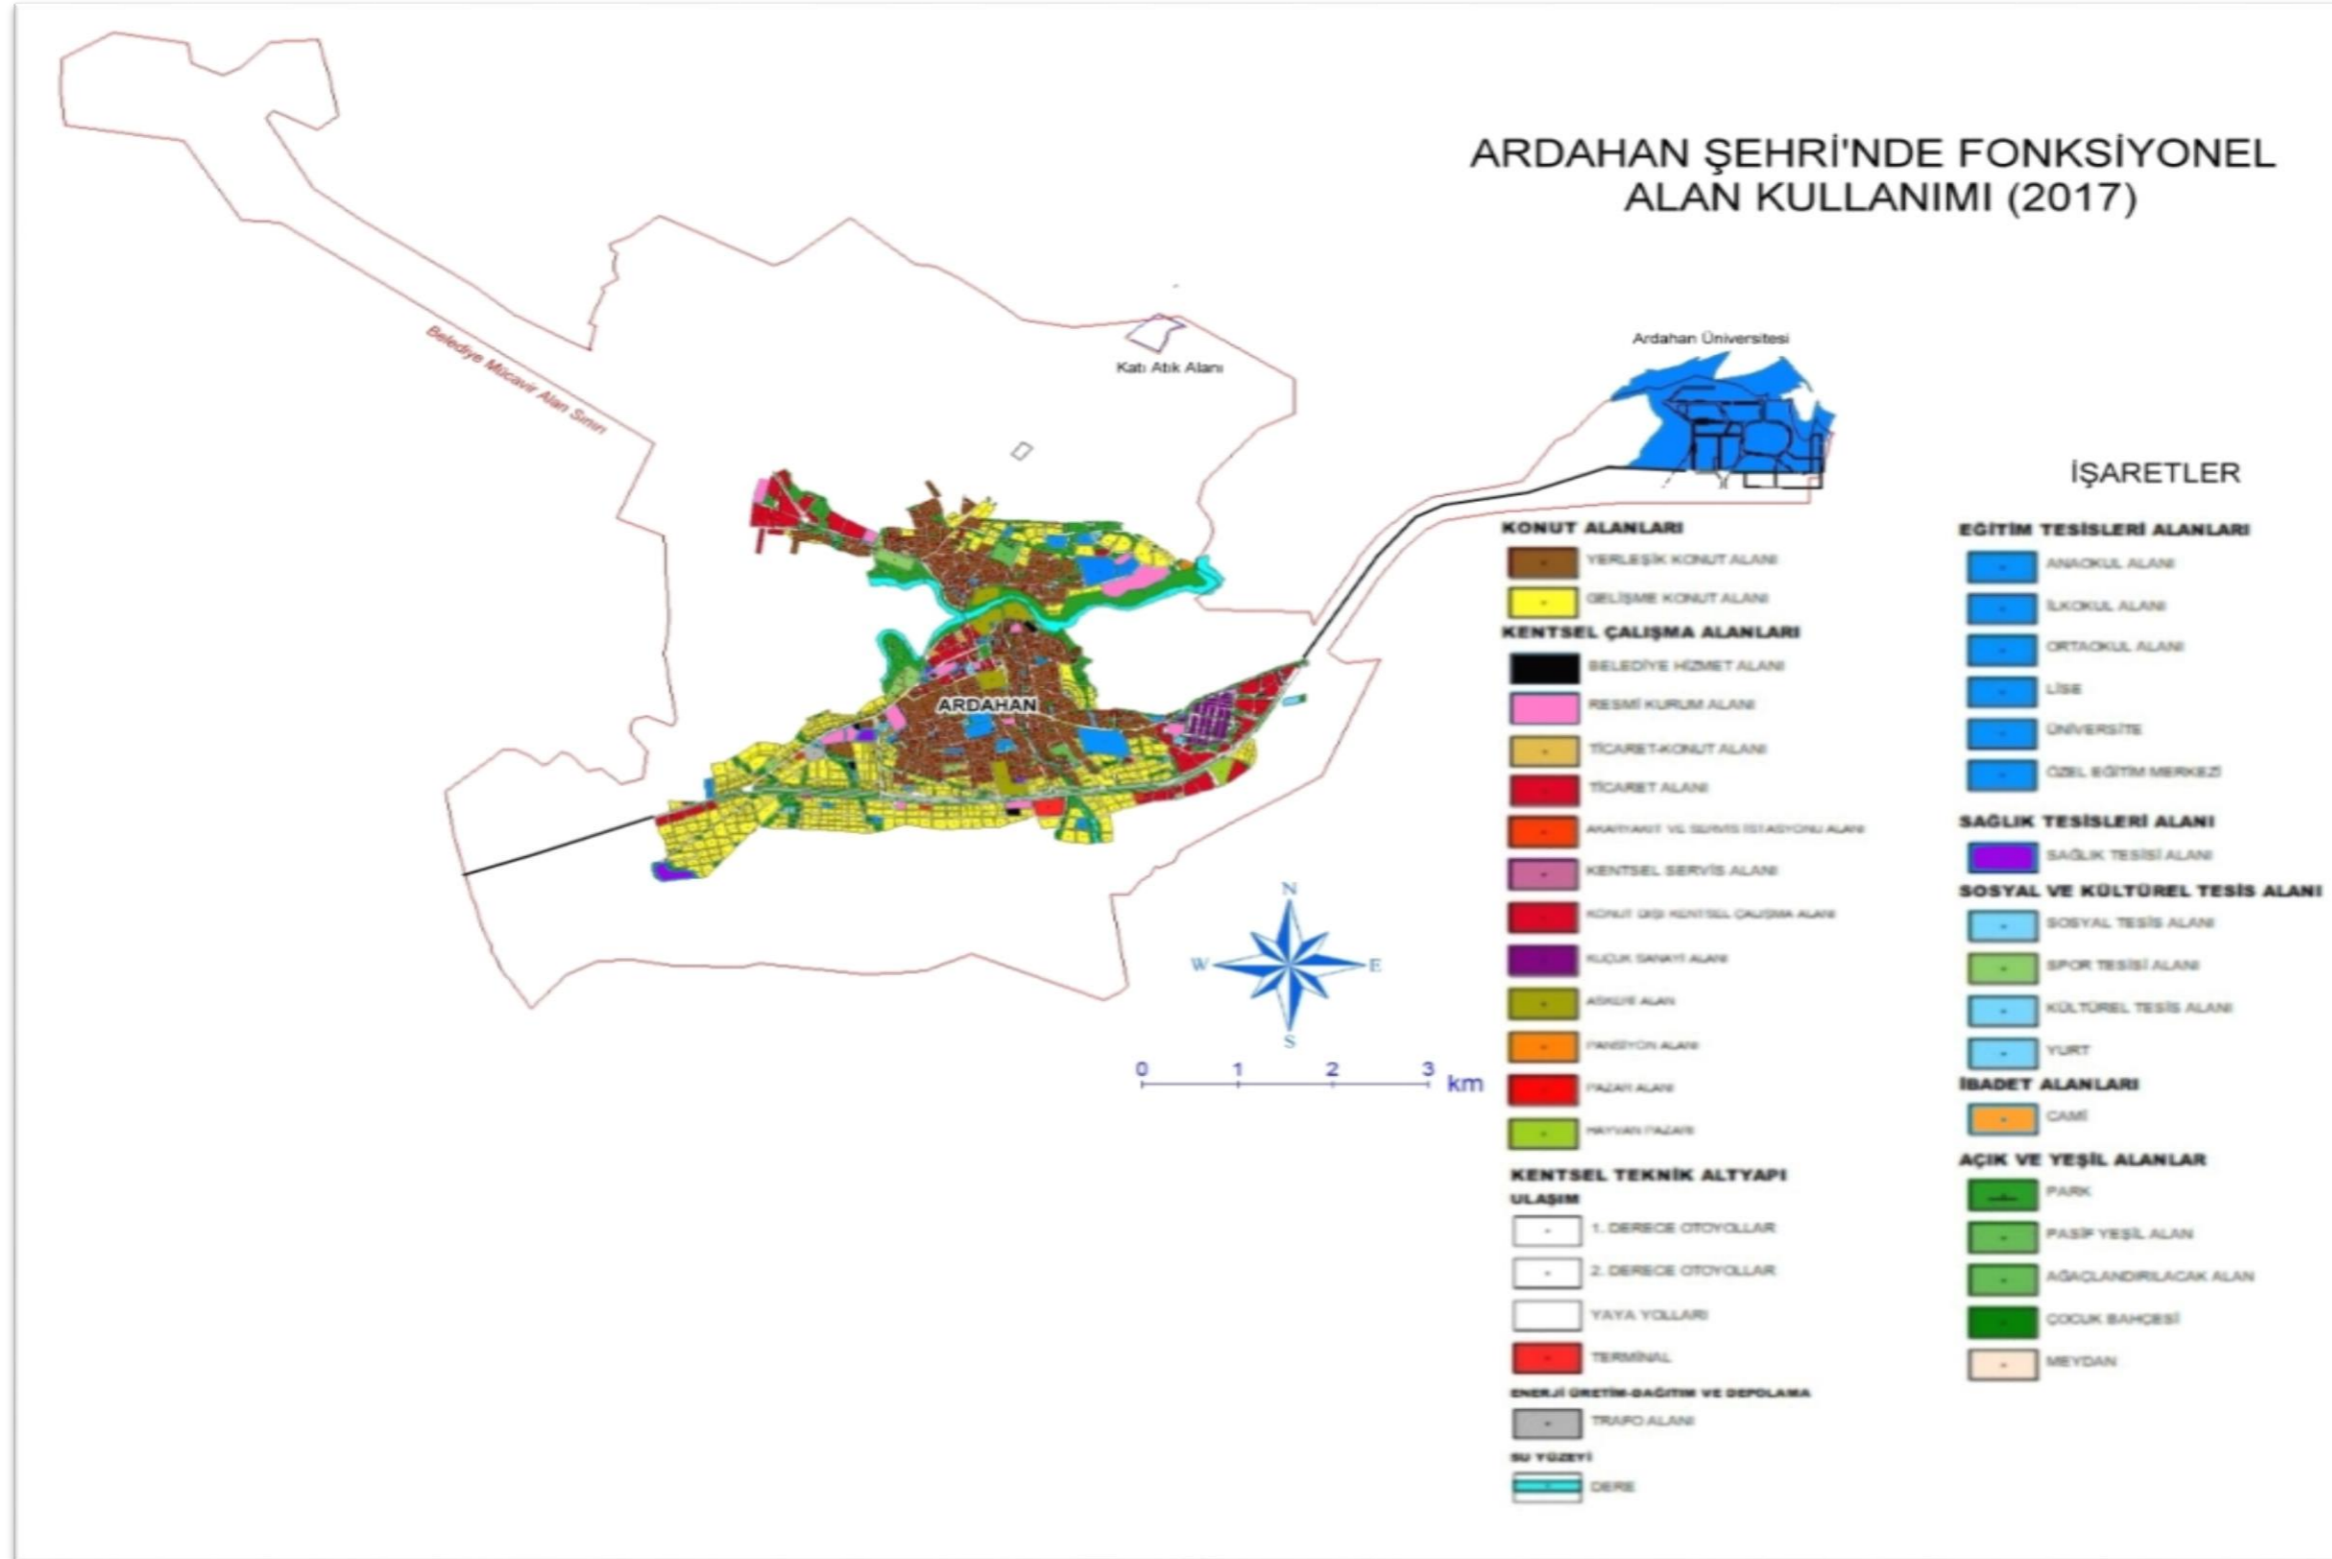 ARDAHAN ŞEHRİ'NDE FONKSİYONEL
ALAN KULLANIMI (2017)
Belediye Mücavir Alan Sınırı
Katı Atık Alanı
Ardahan Üniversitesi
ARDAHAN
N
W
E
S
0 1 2 3 km
İŞARETLER
KONUT ALANLARI
YERLEŞİK KONUT ALANI
GELİŞME KONUT ALANI
KENTSEL ÇALIŞMA ALANLARI
BELEDİYE HİZMET ALANI
RESMİ KURUM ALANI
TİCARET-KONUT ALANI
TİCARET ALANI
AKARYAKIT VE SERVİS İSTASYONU ALANI
KENTSEL SERVİS ALANI
KONUT DIŞI KENTSEL ÇALIŞMA ALANI
KÜÇÜK SANAYİ ALANI
ASKERİ ALAN
PANSİYON ALANI
PAZAR ALANI
HAYVAN PAZARI
KENTSEL TEKNİK ALTYAPI
ULAŞIM
1. DERECE OTOYOLLAR
2. DERECE OTOYOLLAR
YAYA YOLLARI
TERMİNAL
ENERJİ ÜRETİM-DAĞITIM VE DEPOLAMA
TRAFO ALANI
SU YÜZEYİ
DERE
EĞİTİM TESİSLERİ ALANLARI
ANAOKUL ALANI
İLKOKUL ALANI
ORTAOKUL ALANI
LİSE
ÜNİVERSİTE
ÖZEL EĞİTİM MERKEZİ
SAĞLIK TESİSLERİ ALANI
SAĞLIK TESİSİ ALANI
SOSYAL VE KÜLTÜREL TESİS ALANI
SOSYAL TESİS ALANI
SPOR TESİSİ ALANI
KÜLTÜREL TESİS ALANI
YURT
İBADET ALANLARI
CAMİ
AÇIK VE YEŞİL ALANLAR
PARK
PASİF YEŞİL ALAN
AĞAÇLANDIRILACAK ALAN
ÇOCUK BAHÇESİ
MEYDAN